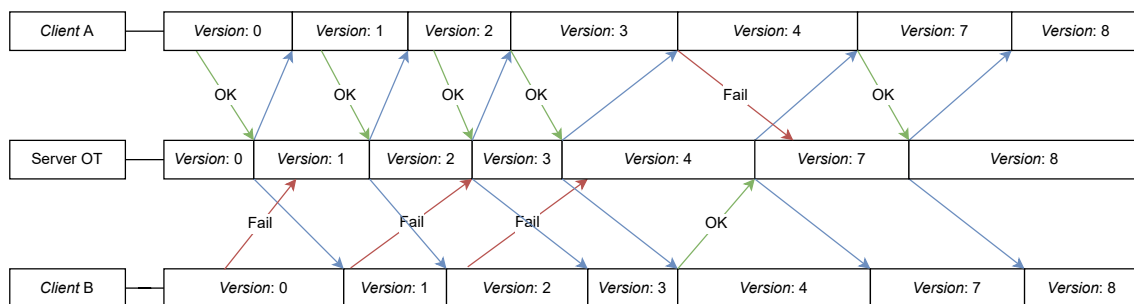 Client A
Version: 0
Version: 1
Version: 2
Version: 3
Version: 4
Version: 7
Version: 8
OK
OK
OK
OK
Fail
OK
Server OT
Version: 0
Version: 1
Version: 2
Version: 3
Version: 4
Version: 7
Version: 8
Fail
Fail
Fail
OK
Client B
Version: 0
Version: 1
Version: 2
Version: 3
Version: 4
Version: 7
Version: 8